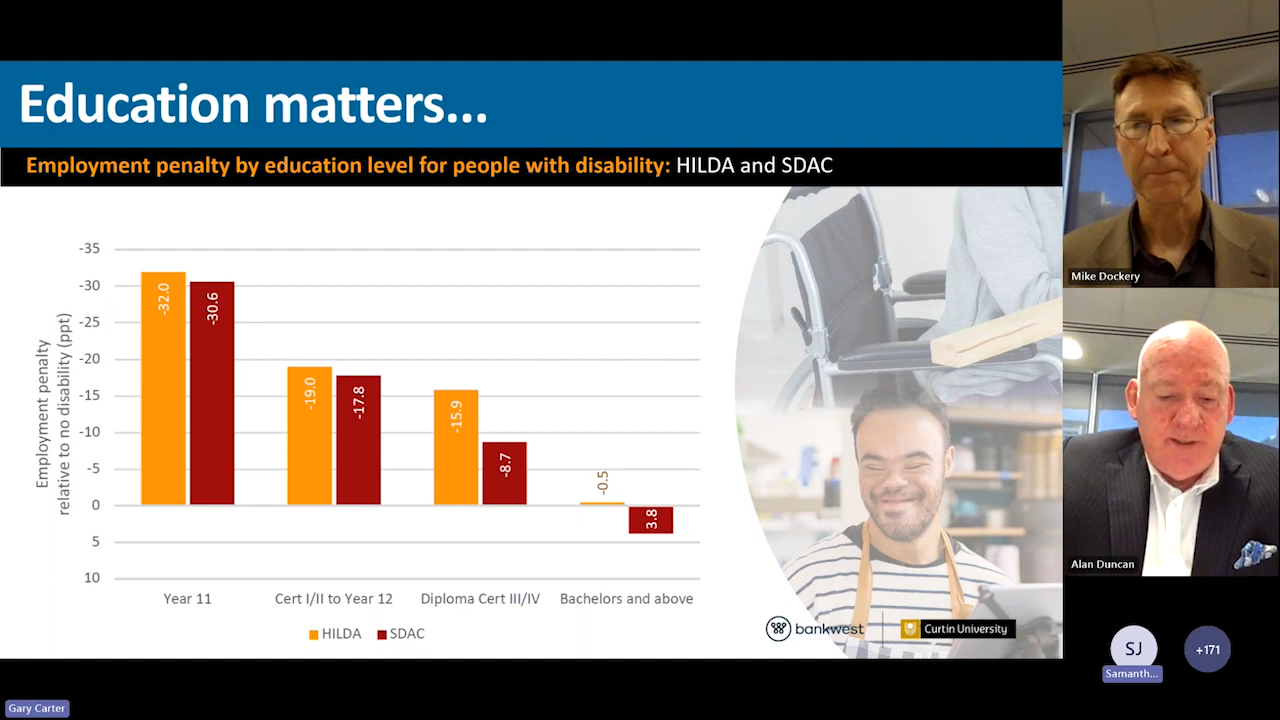 Education matters...
Employment penalty by education level for people with disability: HILDA and SDAC
Employment penalty
relative to no disability (ppt)
-35
-30
-25
-20
-15
-10
-5
0
5
10
-32.0
-30.6
-19.0
-17.8
-15.9
-8.7
-0.5
3.8
Year 11
Cert I/II to Year 12
Diploma Cert III/IV
Bachelors and above
HILDA
SDAC
bankwest
Curtin University
Mike Dockery
Alan Duncan
SJ
Samanth...
+171
Gary Carter